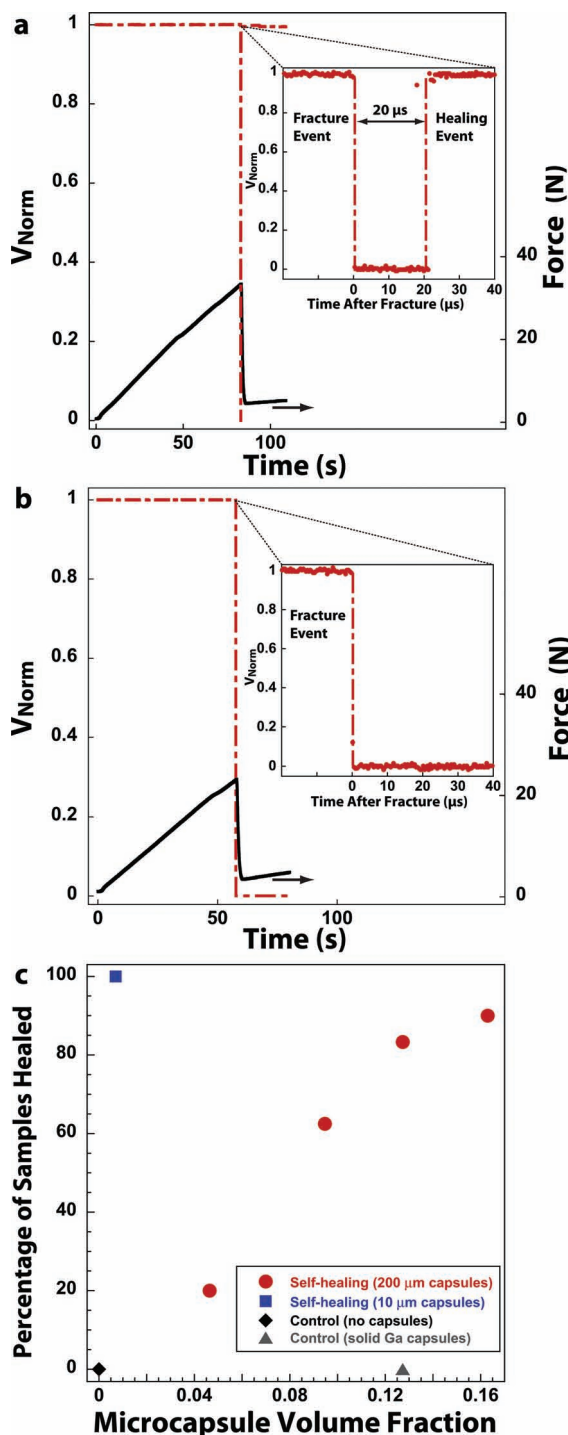 a
1
0.8
0.6
0.4
0.2
0
VNorm
Force (N)
40
20
0
0 50 100
Time (s)
1
0.8
0.6
0.4
0.2
0
VNorm
Fracture Event
20 µs
Healing Event
0 10 20 30 40
Time After Fracture (µs)
b
1
0.8
0.6
0.4
0.2
0
VNorm
Force (N)
40
20
0
0 50 100
Time (s)
1
0.8
0.6
0.4
0.2
0
VNorm
Fracture Event
0 10 20 30 40
Time After Fracture (µs)
c
100
80
60
40
20
0
Percentage of Samples Healed
Self-healing (200 µm capsules)
Self-healing (10 µm capsules)
Control (no capsules)
Control (solid Ga capsules)
0 0.04 0.08 0.12 0.16
Microcapsule Volume Fraction